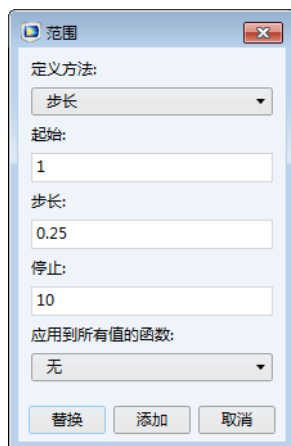 范围
定义方法:
步长
起始:
1
步长:
0.25
停止:
10
应用到所有值的函数:
无
替换 添加 取消